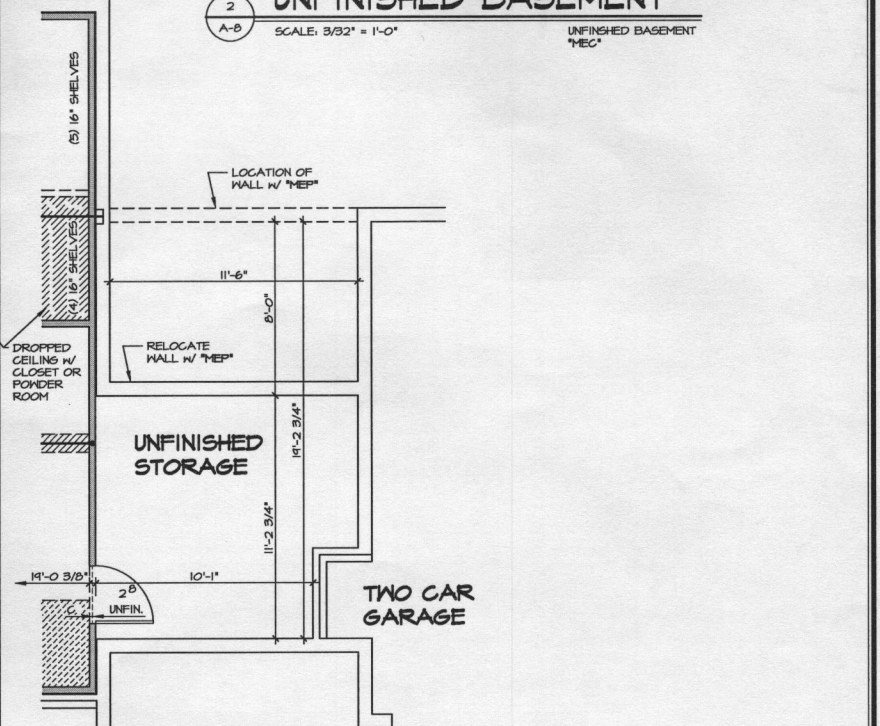 2
A-8
UNFINISHED BASEMENT
SCALE: 3/32" = 1'-0"
UNFINSHED BASEMENT
"MEC"
(5) 16" SHELVES
LOCATION OF
WALL W/ "MEP"
(4) 16" SHELVES
11'-6"
8'-0"
RELOCATE
WALL W/ "MEP"
DROPPED
CEILING W/
CLOSET OR
POWDER
ROOM
19'-2 3/4"
UNFINISHED
STORAGE
11'-2 3/4"
19'-0 3/8"
10'-1"
2 8
UNFIN.
TWO CAR
GARAGE